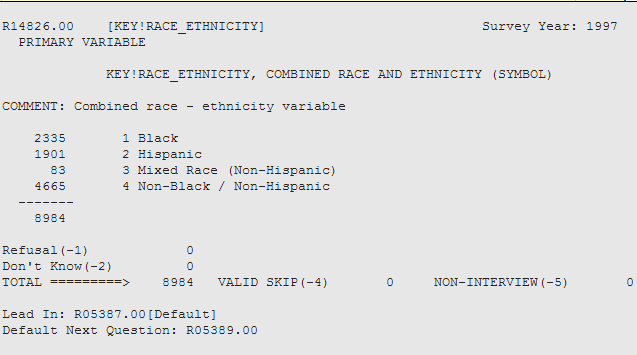 R14826.00    [KEY!RACE_ETHNICITY]    Survey Year: 1997
PRIMARY VARIABLE
KEY!RACE_ETHNICITY, COMBINED RACE AND ETHNICITY (SYMBOL)
COMMENT: Combined race - ethnicity variable
2335    1 Black
1901    2 Hispanic
83    3 Mixed Race (Non-Hispanic)
4665    4 Non-Black / Non-Hispanic
-------
8984
Refusal(-1)    0
Don't Know(-2)    0
TOTAL =========>    8984    VALID SKIP(-4)    0    NON-INTERVIEW(-5)    0
Lead In: R05387.00[Default]
Default Next Question: R05389.00